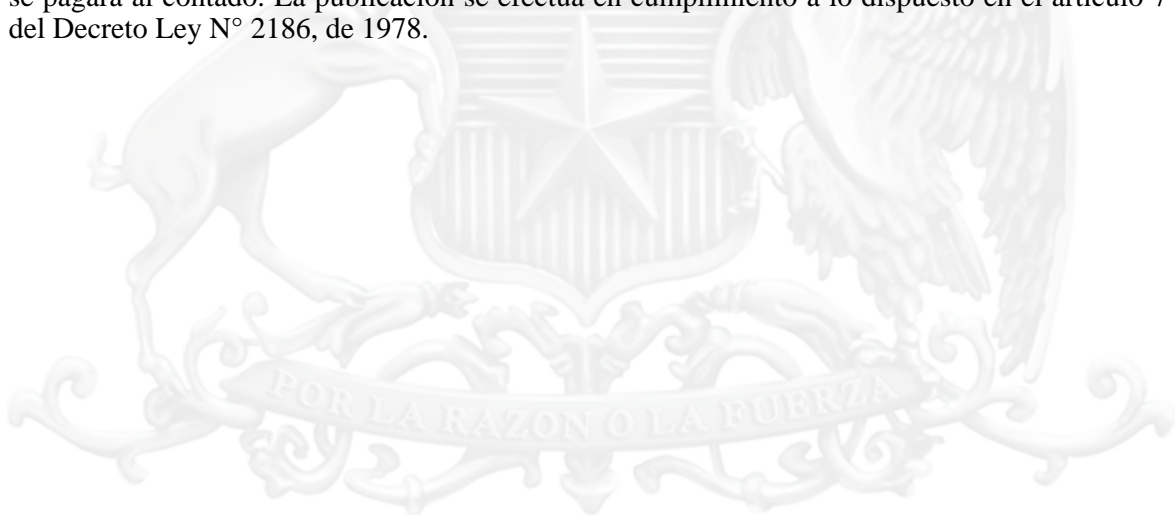 se pagará al contado. La publicación se efectúa en cumplimiento a lo dispuesto en el artículo 7°
del Decreto Ley N° 2186, de 1978.
POR LA RAZON O LA FUERZA